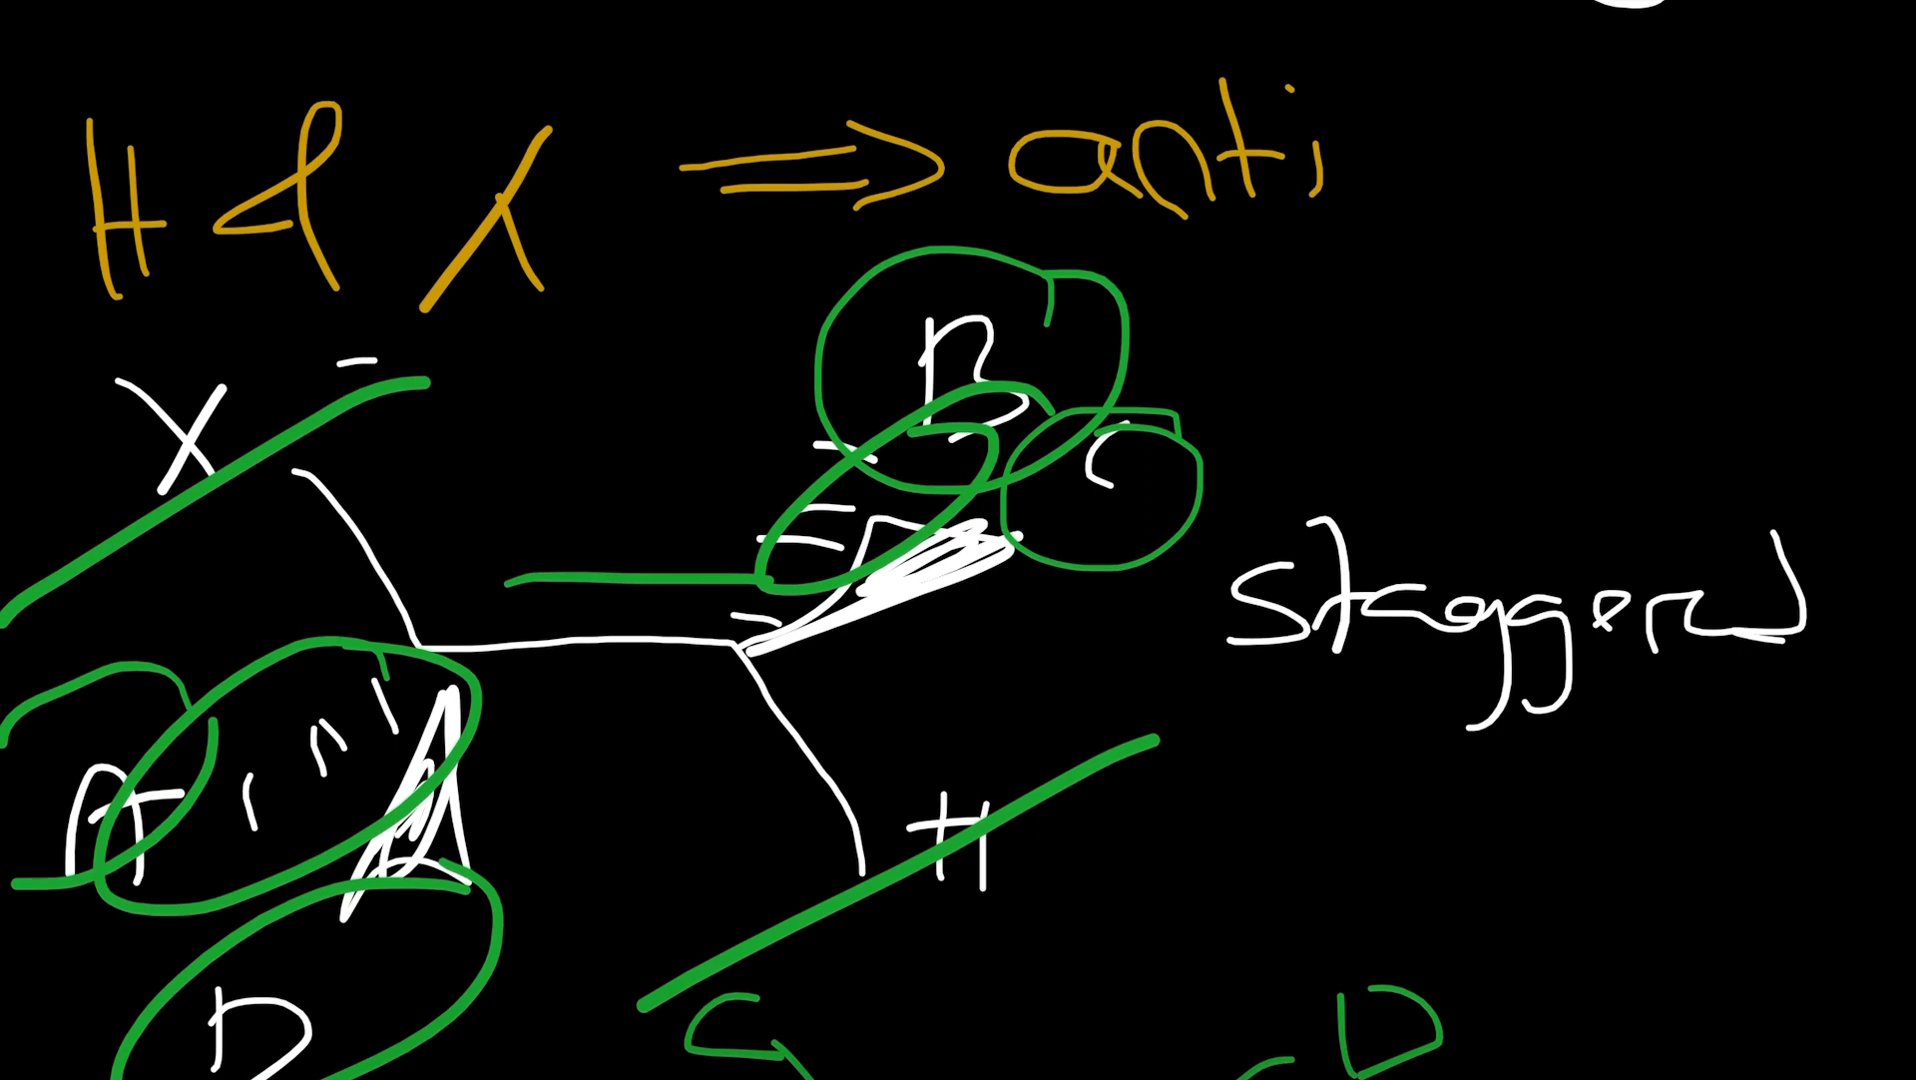 H & X ⇒ anti
X
B
C
staggered
A
H
D
C
D